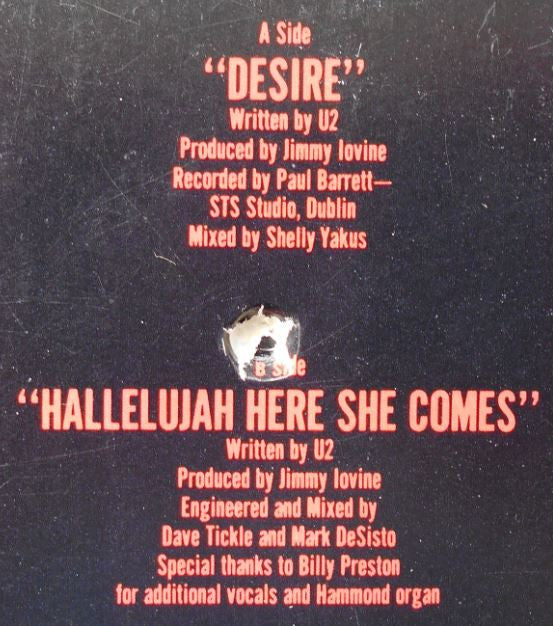 A Side
“DESIRE”
Written by U2
Produced by Jimmy Iovine
Recorded by Paul Barrett—
STS Studio, Dublin
Mixed by Shelly Yakus
B Side
“HALLELUJAH HERE SHE COMES”
Written by U2
Produced by Jimmy Iovine
Engineered and Mixed by
Dave Tickle and Mark DeSisto
Special thanks to Billy Preston
for additional vocals and Hammond organ